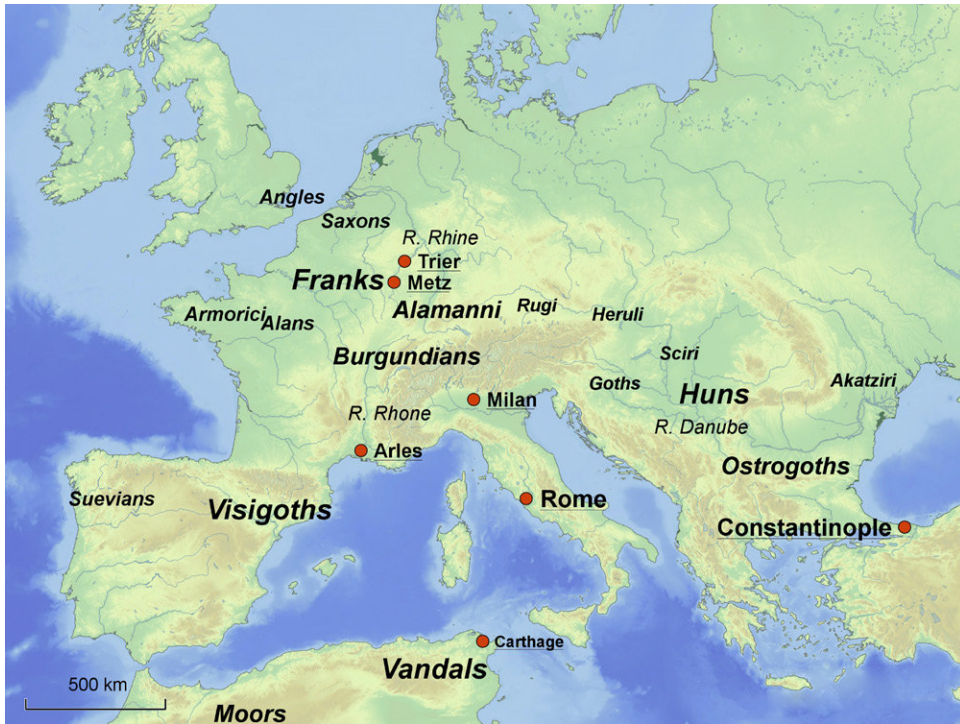 Angles
Saxons
R. Rhine
Trier
Franks
Metz
Armorici
Alans
Alamanni
Rugi
Heruli
Burgundians
Sciri
Goths
Huns
Akatziri
Milan
R. Rhone
R. Danube
Arles
Ostrogoths
Suevians
Visigoths
Rome
Constantinople
Carthage
Vandals
500 km
Moors